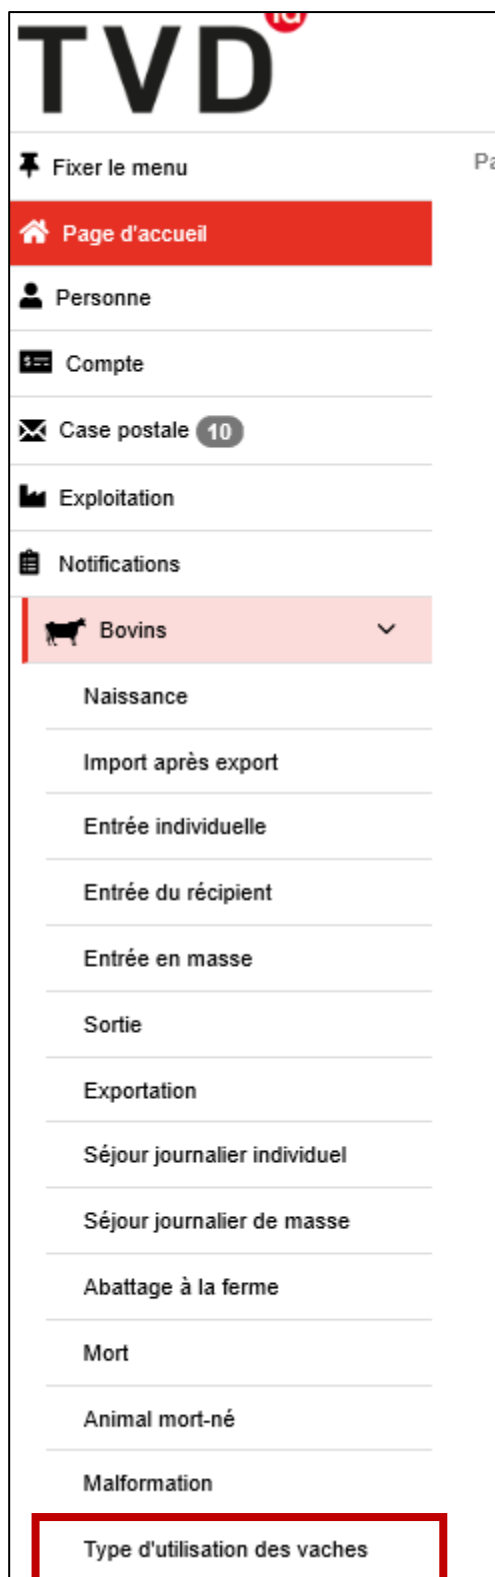 TVD
id
Fixer le menu
Pa
Page d'accueil
Personne
Compte
Case postale 10
Exploitation
Notifications
Bovins
Naissance
Import après export
Entrée individuelle
Entrée du récipient
Entrée en masse
Sortie
Exportation
Séjour journalier individuel
Séjour journalier de masse
Abattage à la ferme
Mort
Animal mort-né
Malformation
Type d'utilisation des vaches